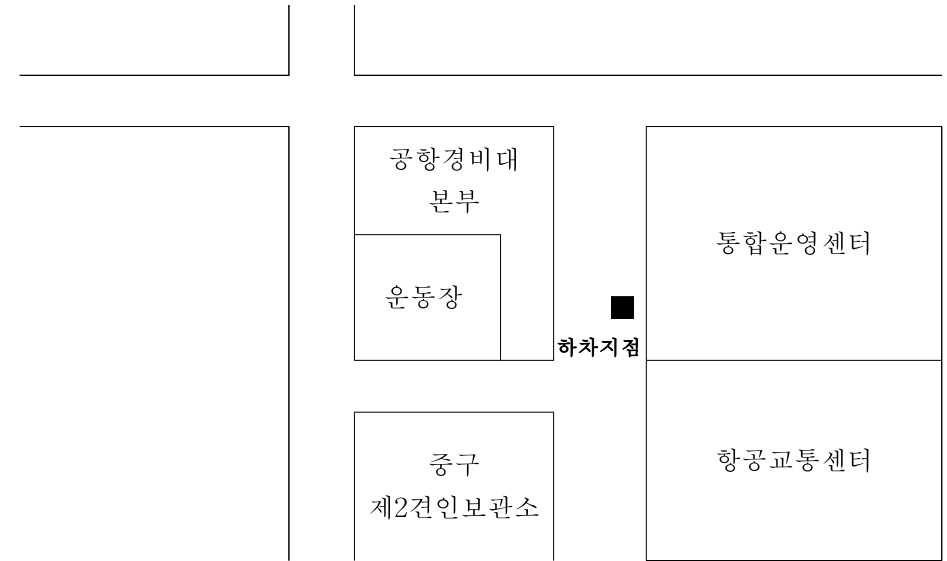 공항경비대
본부
통합운영센터
운동장
하차지점
중구
제2견인보관소
항공교통센터